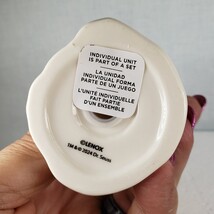 INDIVIDUAL UNIT
IS PART OF A SET
LA UNIDAD
INDIVIDUAL FORMA
PARTE DE UN JUEGO
L'UNITÉ INDIVIDUELLE
FAIT PARTIE
D'UN ENSEMBLE
©LENOX
TM & © 2024 Dr. Seuss